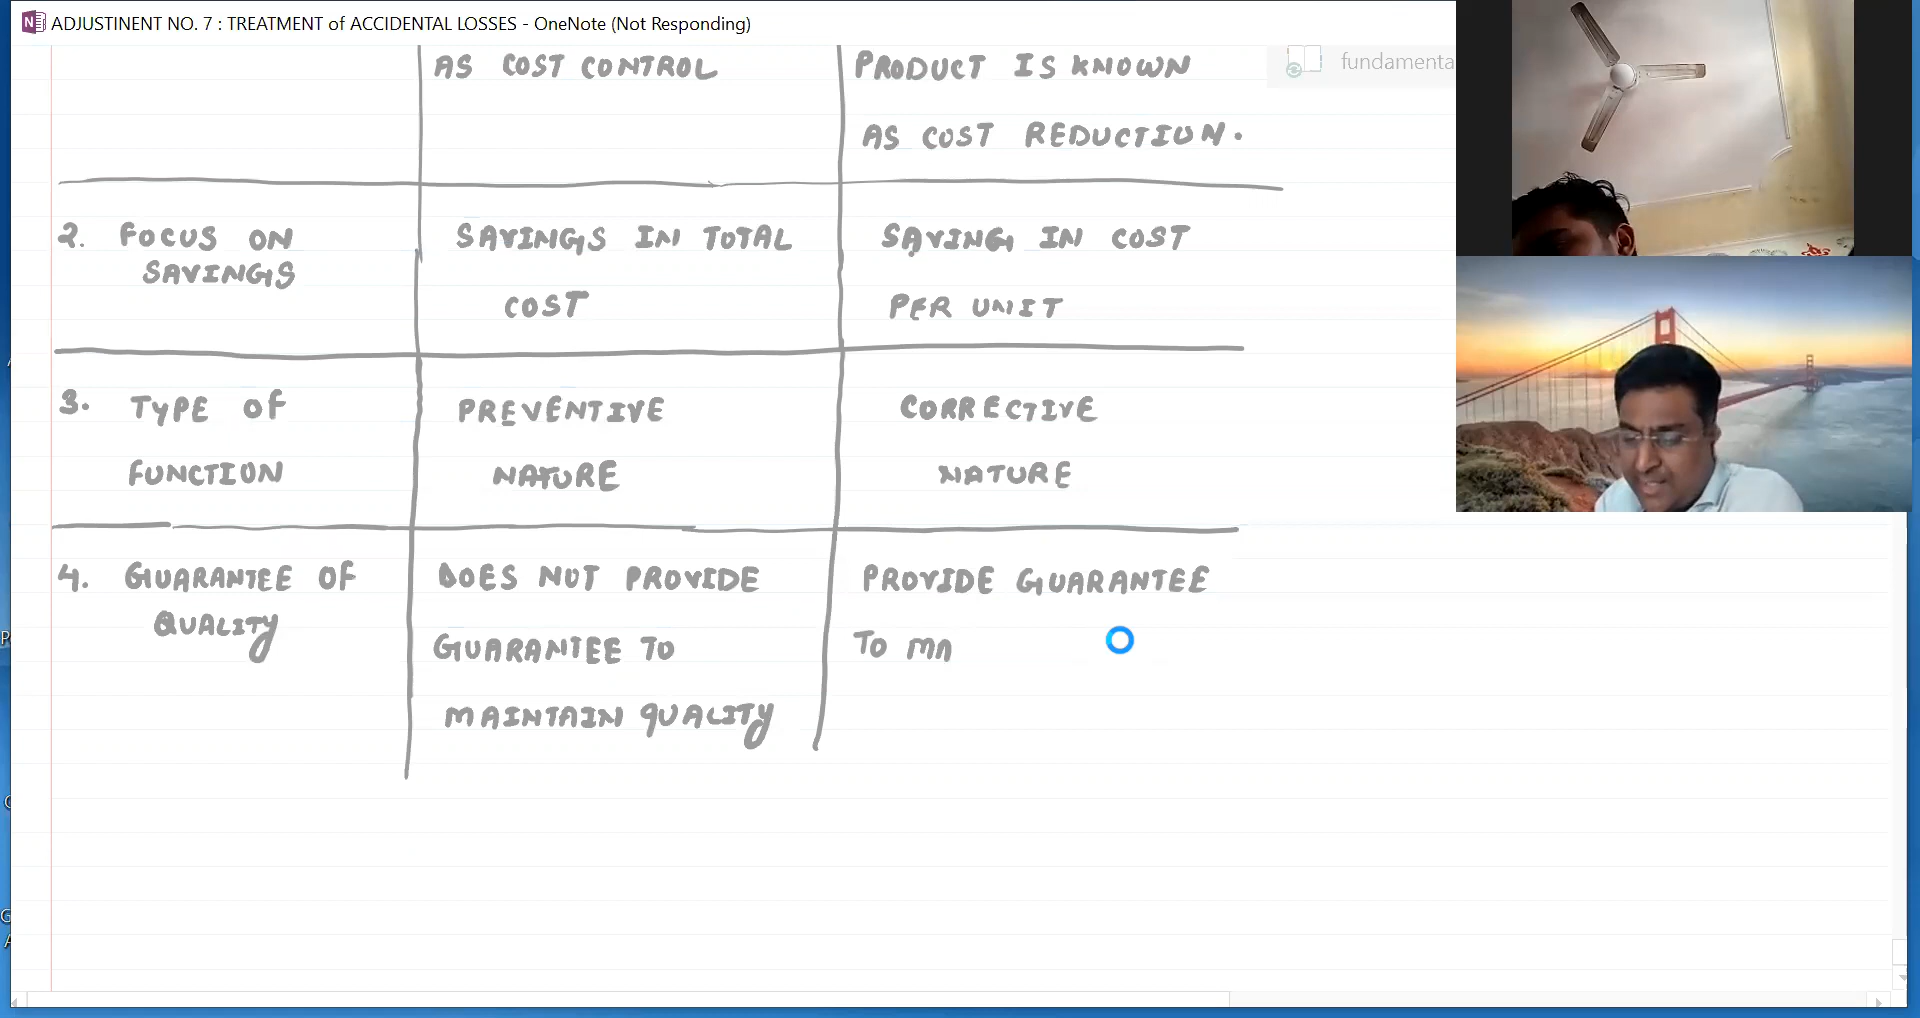 ADJUSTINENT NO. 7 : TREATMENT of ACCIDENTAL LOSSES - OneNote (Not Responding)
fundamenta
AS COST CONTROL
PRODUCT IS KNOWN
AS COST REDUCTION.
2. FOCUS ON
SAVINGS
SAVINGS IN TOTAL
COST
SAVING IN COST
PER UNIT
3. TYPE OF
FUNCTION
PREVENTIVE
NATURE
CORRECTIVE
NATURE
4. GUARANTEE OF
QUALITY
DOES NOT PROVIDE
GUARANTEE TO
MAINTAIN QUALITY
PROVIDE GUARANTEE
TO MA